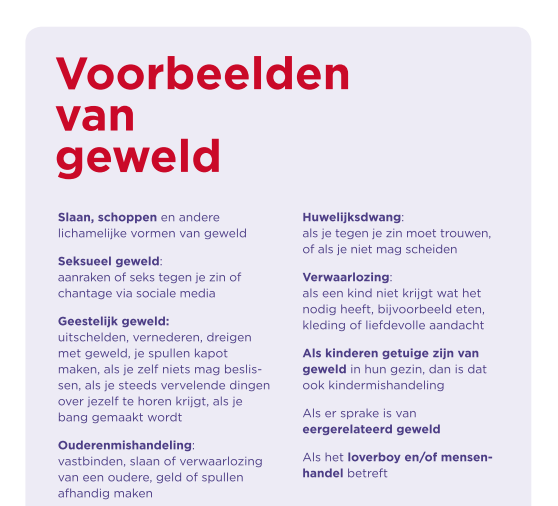 Voorbeelden
van
geweld
Slaan, schoppen en andere
lichamelijke vormen van geweld
Seksueel geweld:
aanraken of seks tegen je zin of
chantage via sociale media
Geestelijk geweld:
uitschelden, vernederen, dreigen
met geweld, je spullen kapot
maken, als je zelf niets mag beslis-
sen, als je steeds vervelende dingen
over jezelf te horen krijgt, als je
bang gemaakt wordt
Ouderenmishandeling:
vastbinden, slaan of verwaarlozing
van een oudere, geld of spullen
afhandig maken
Huwelijksdwang:
als je tegen je zin moet trouwen,
of als je niet mag scheiden
Verwaarlozing:
als een kind niet krijgt wat het
nodig heeft, bijvoorbeeld eten,
kleding of liefdevolle aandacht
Als kinderen getuige zijn van
geweld in hun gezin, dan is dat
ook kindermishandeling
Als er sprake is van
eergerelateerd geweld
Als het loverboy en/of mensen-
handel betreft